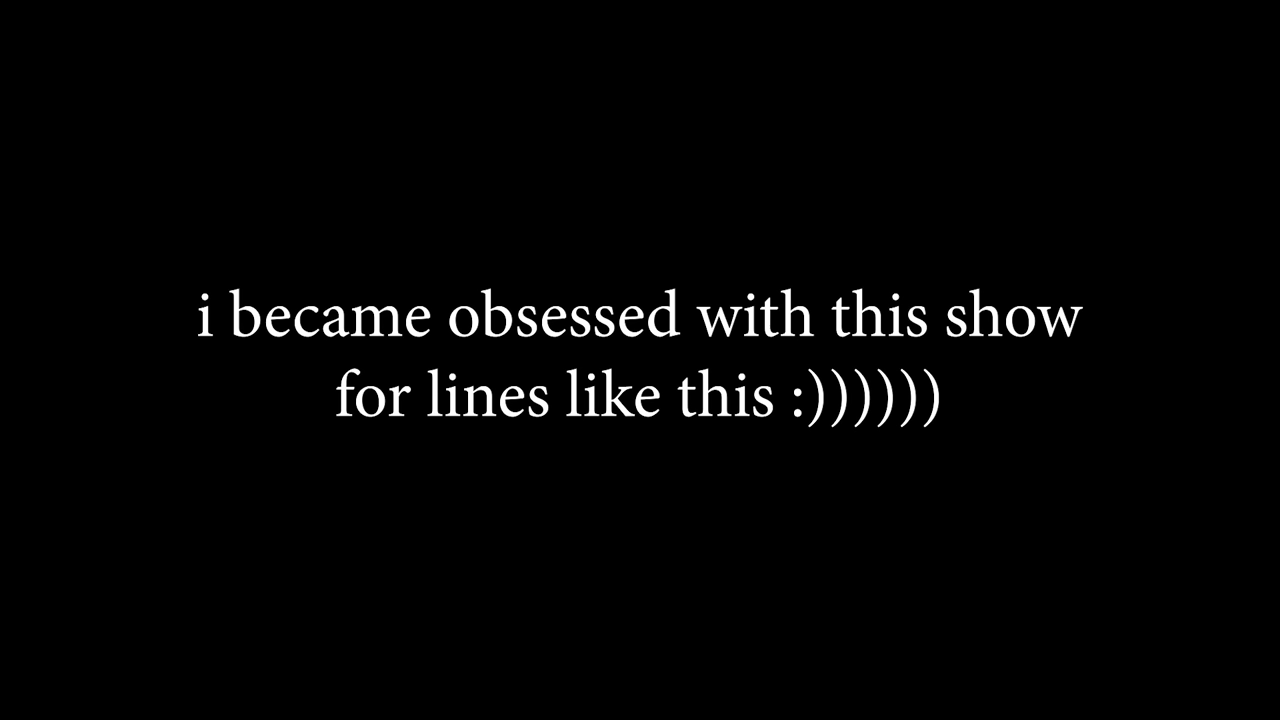 i became obsessed with this show
for lines like this :))))))